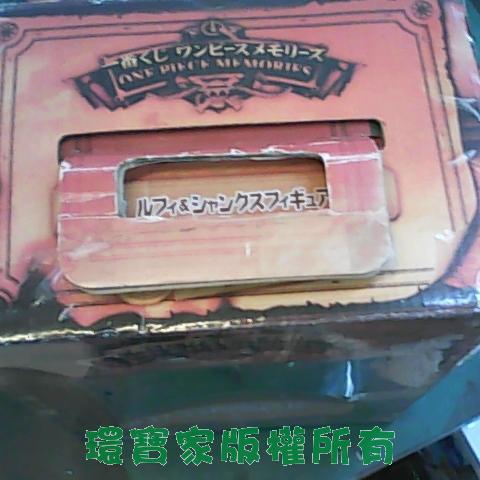 一番くじ ワンピースメモリーズ
ONE PIECE MEMORIES
ルフィ&シャンクスフィギュア
環寶家版權所有